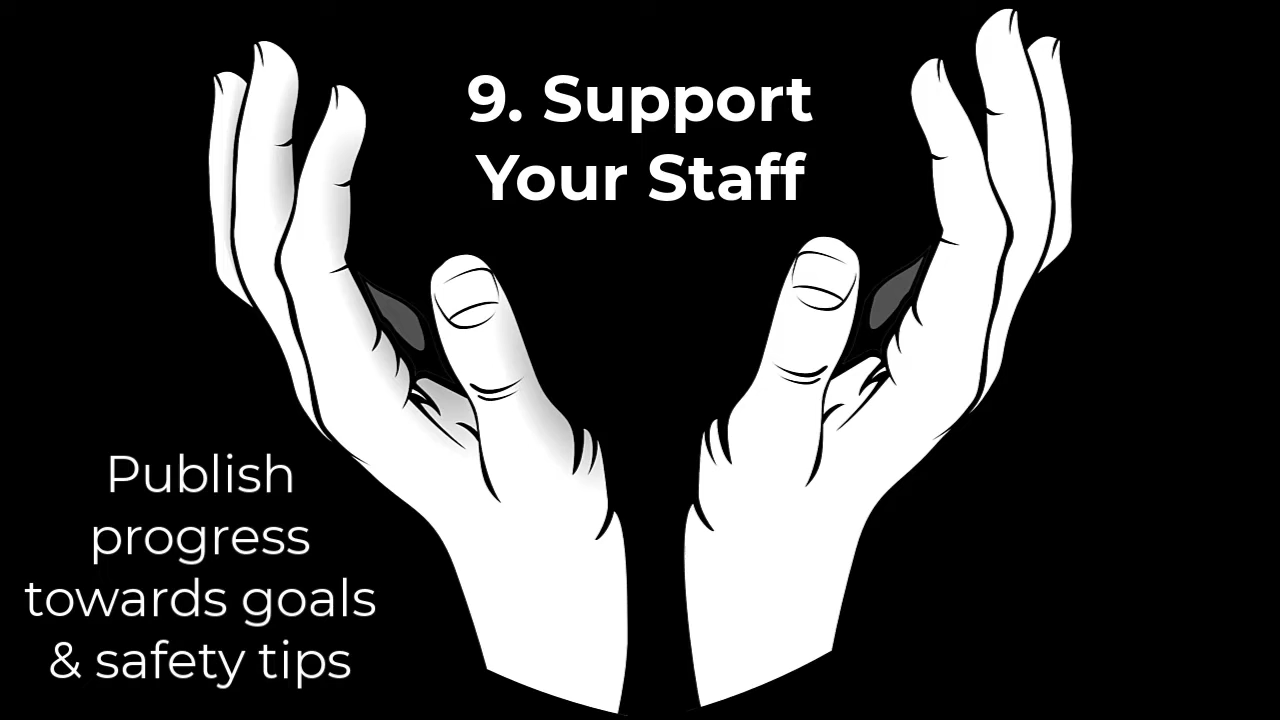 9. Support
Your Staff
Publish
progress
towards goals
& safety tips